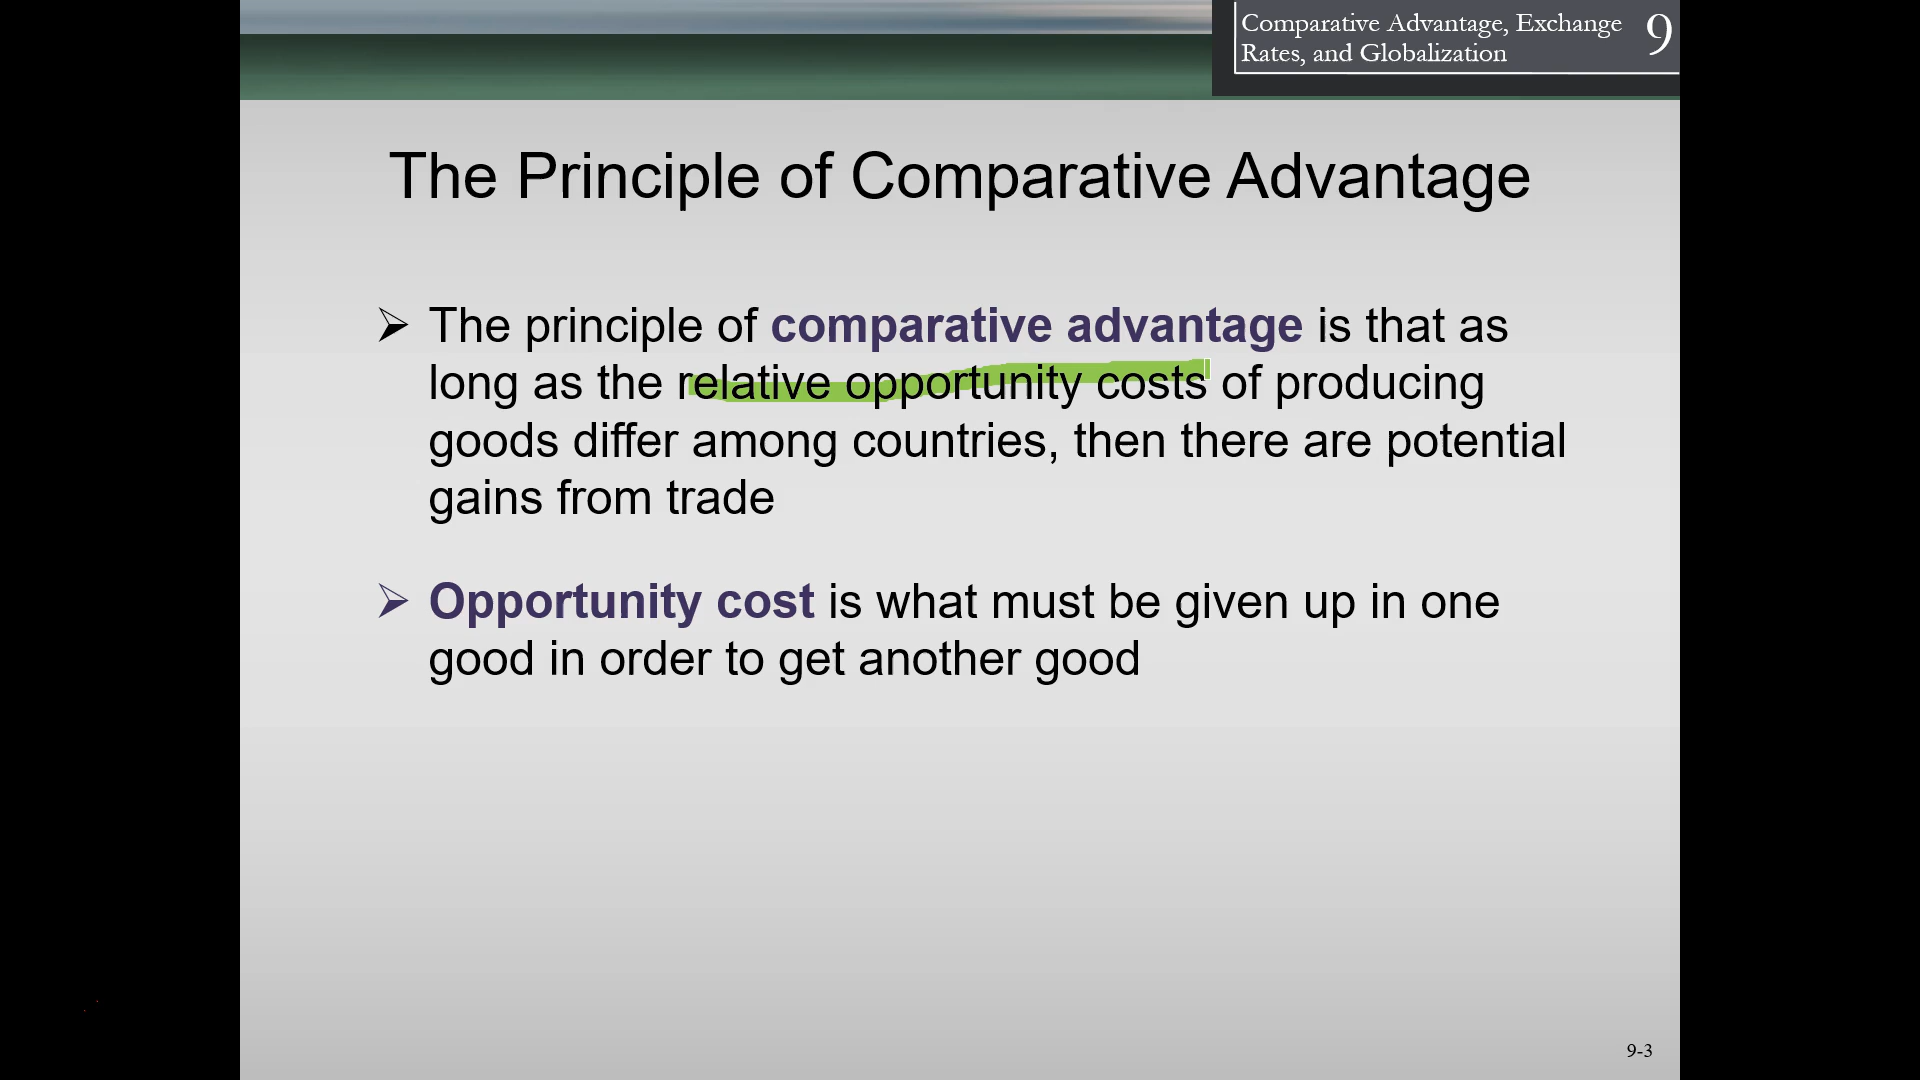 Comparative Advantage, Exchange
Rates, and Globalization
9
The Principle of Comparative Advantage
➢ The principle of comparative advantage is that as
long as the relative opportunity costs of producing
goods differ among countries, then there are potential
gains from trade
➢ Opportunity cost is what must be given up in one
good in order to get another good
9-3